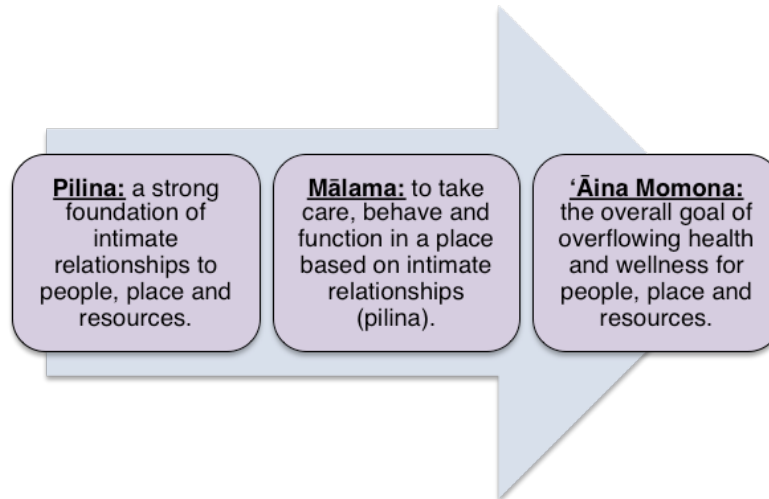 Pilina: a strong
foundation of
intimate
relationships to
people, place and
resources.
Mālama: to take
care, behave and
function in a place
based on intimate
relationships
(pilina).
ʻĀina Momona:
the overall goal of
overflowing health
and wellness for
people, place and
resources.